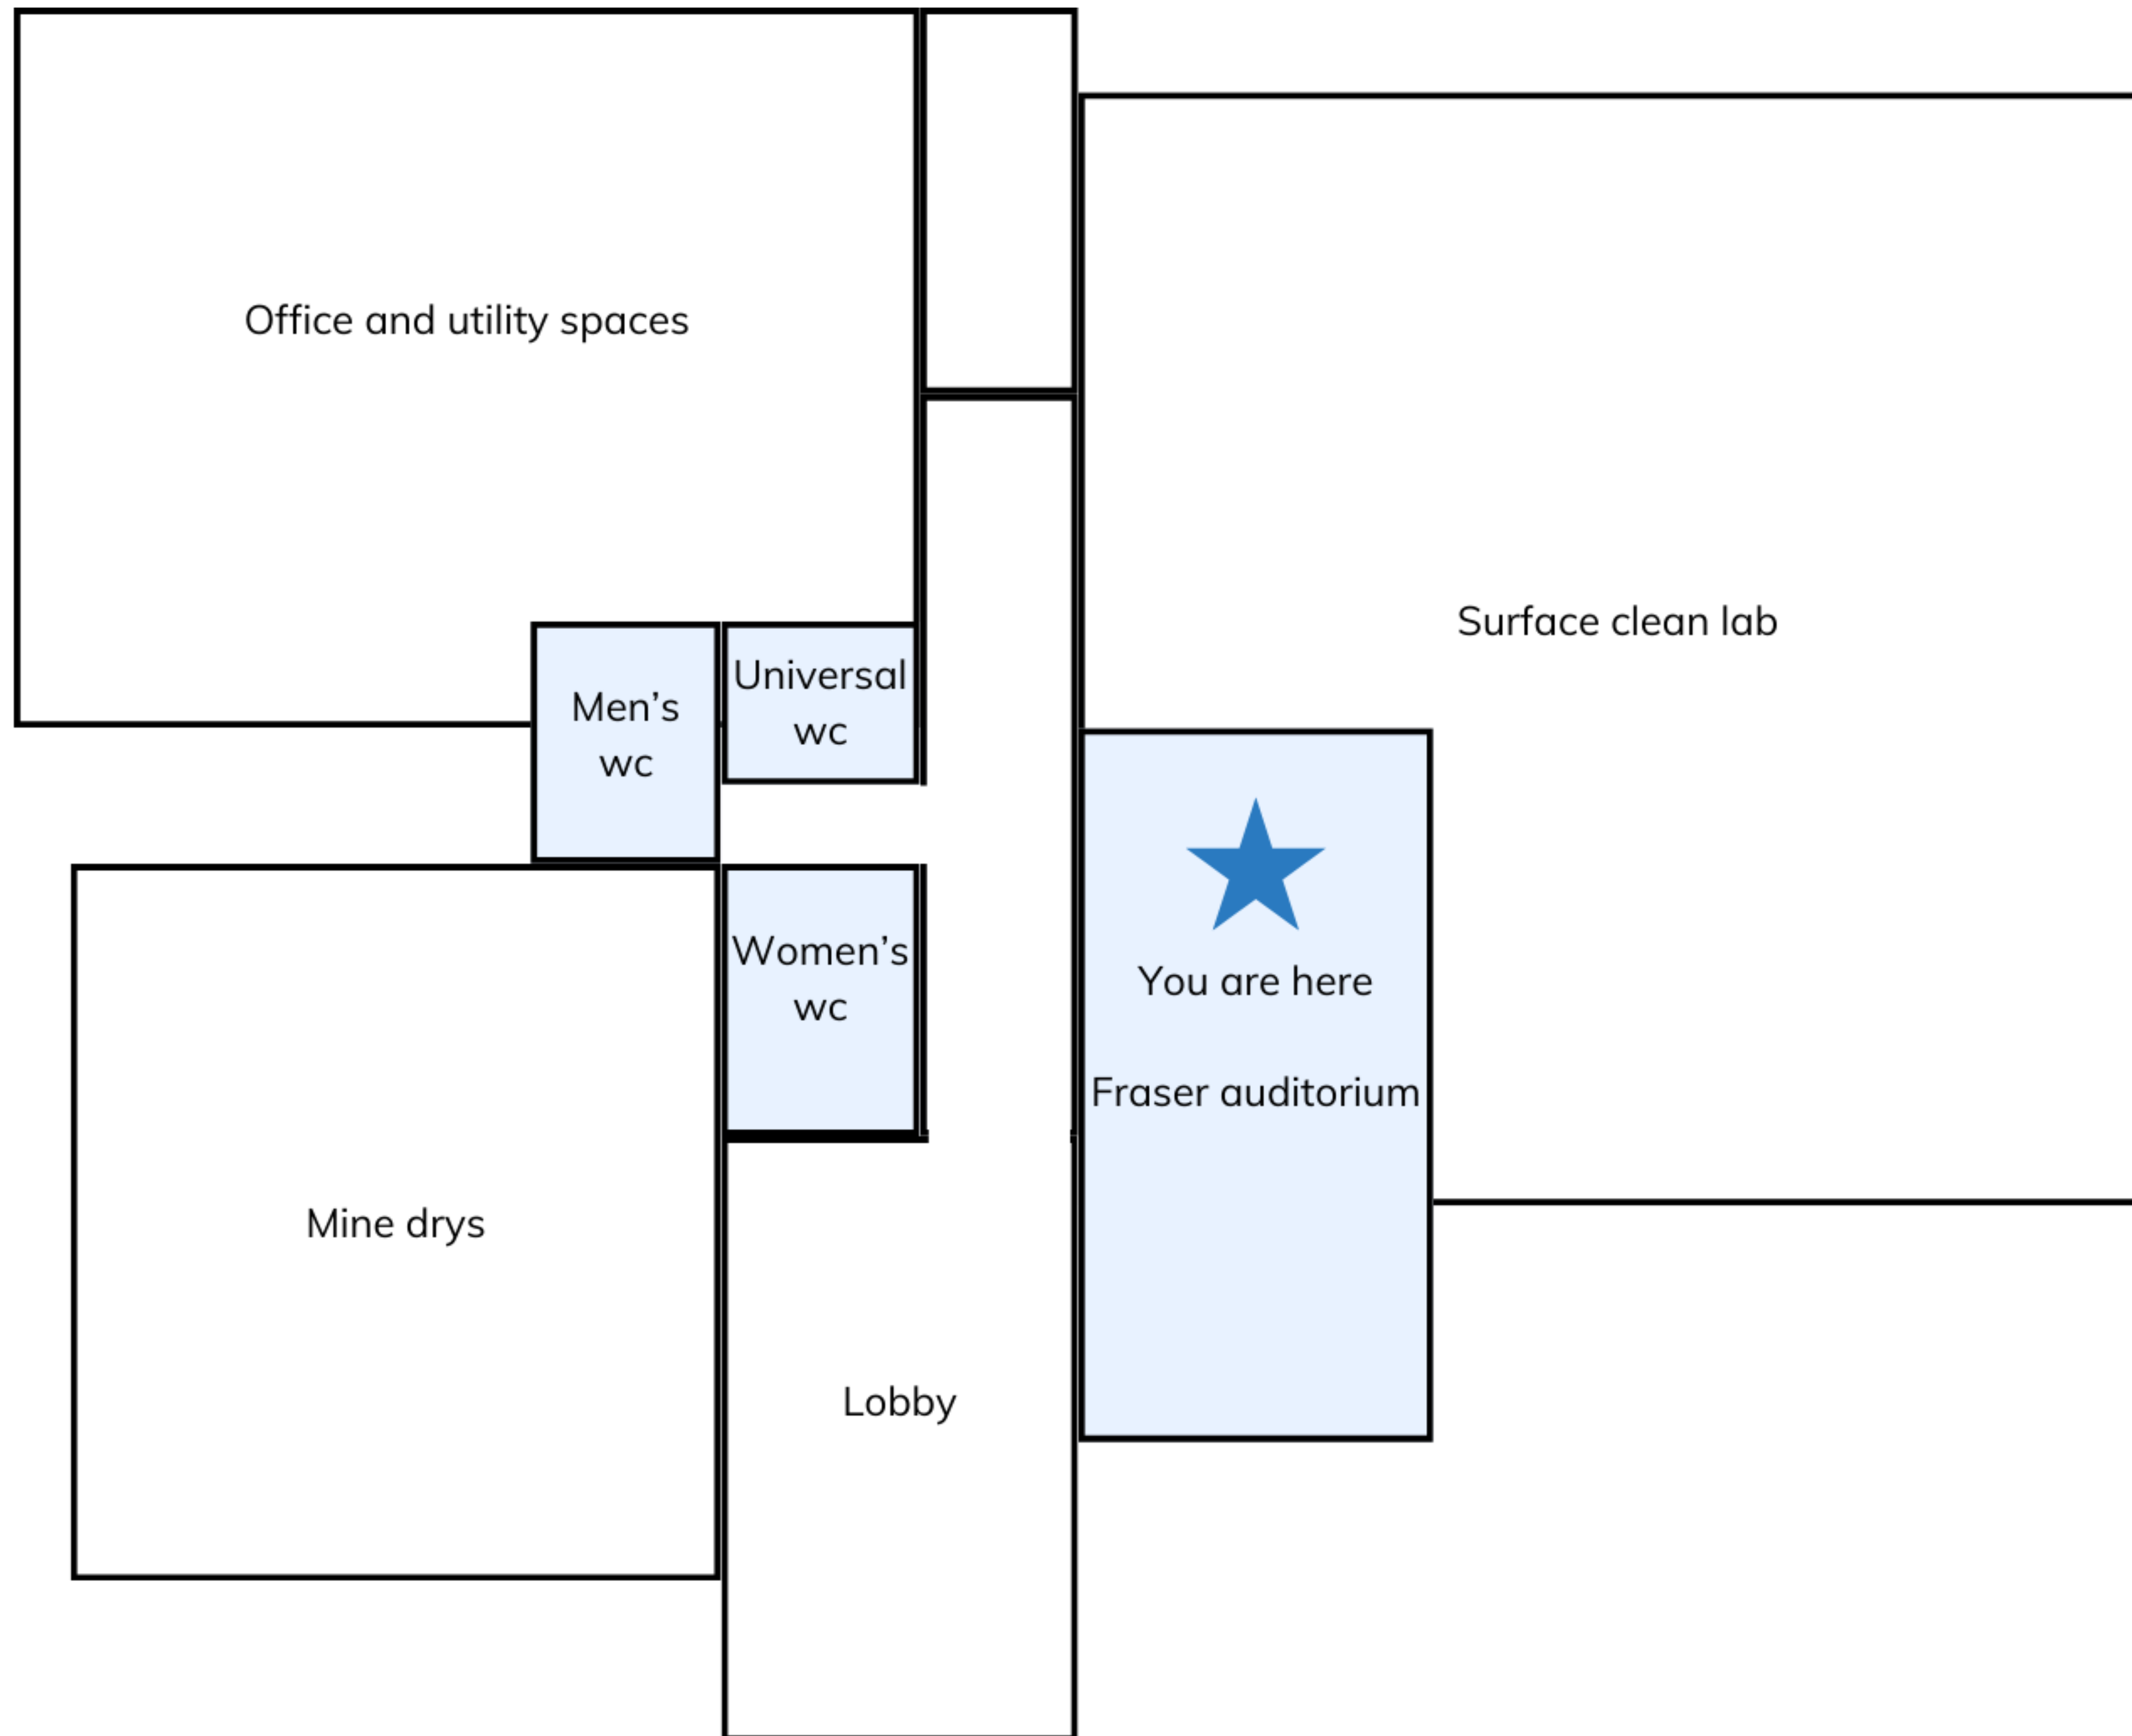 Office and utility spaces
Surface clean lab
Men’s
wc
Universal
wc
Women’s
wc
You are here
Fraser auditorium
Mine drys
Lobby